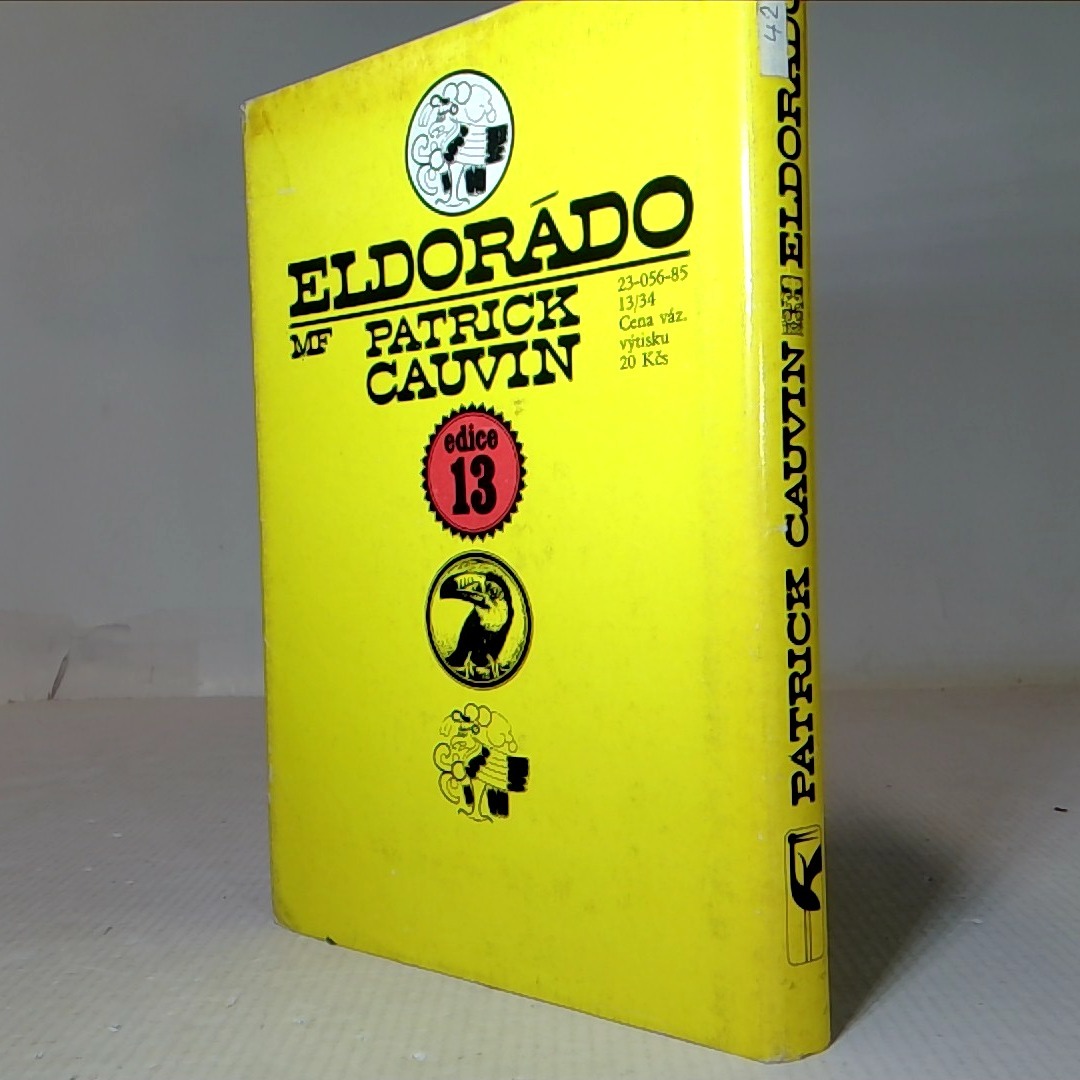 ELDORÁDO
MF PATRICK
CAUVIN
23-056-85
13/34
Cena váz.
výtisku
20 Kčs
edice
13
PATRICK CAUVIN ELDORÁDO
42